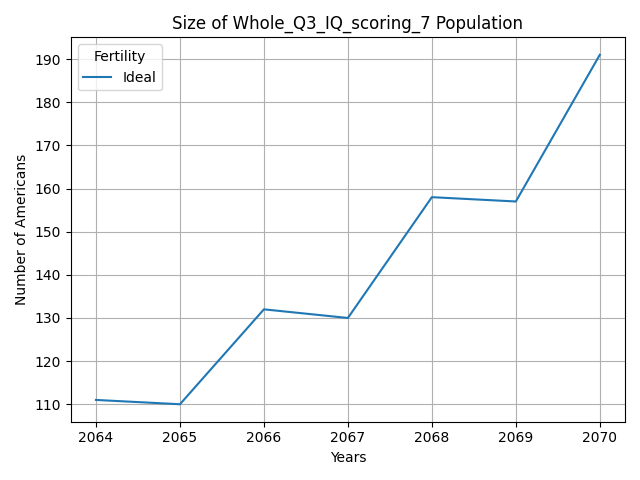 Size of Whole_Q3_IQ_scoring_7 Population
Fertility
Ideal
Number of Americans
190
180
170
160
150
140
130
120
110
2064 2065 2066 2067 2068 2069 2070
Years